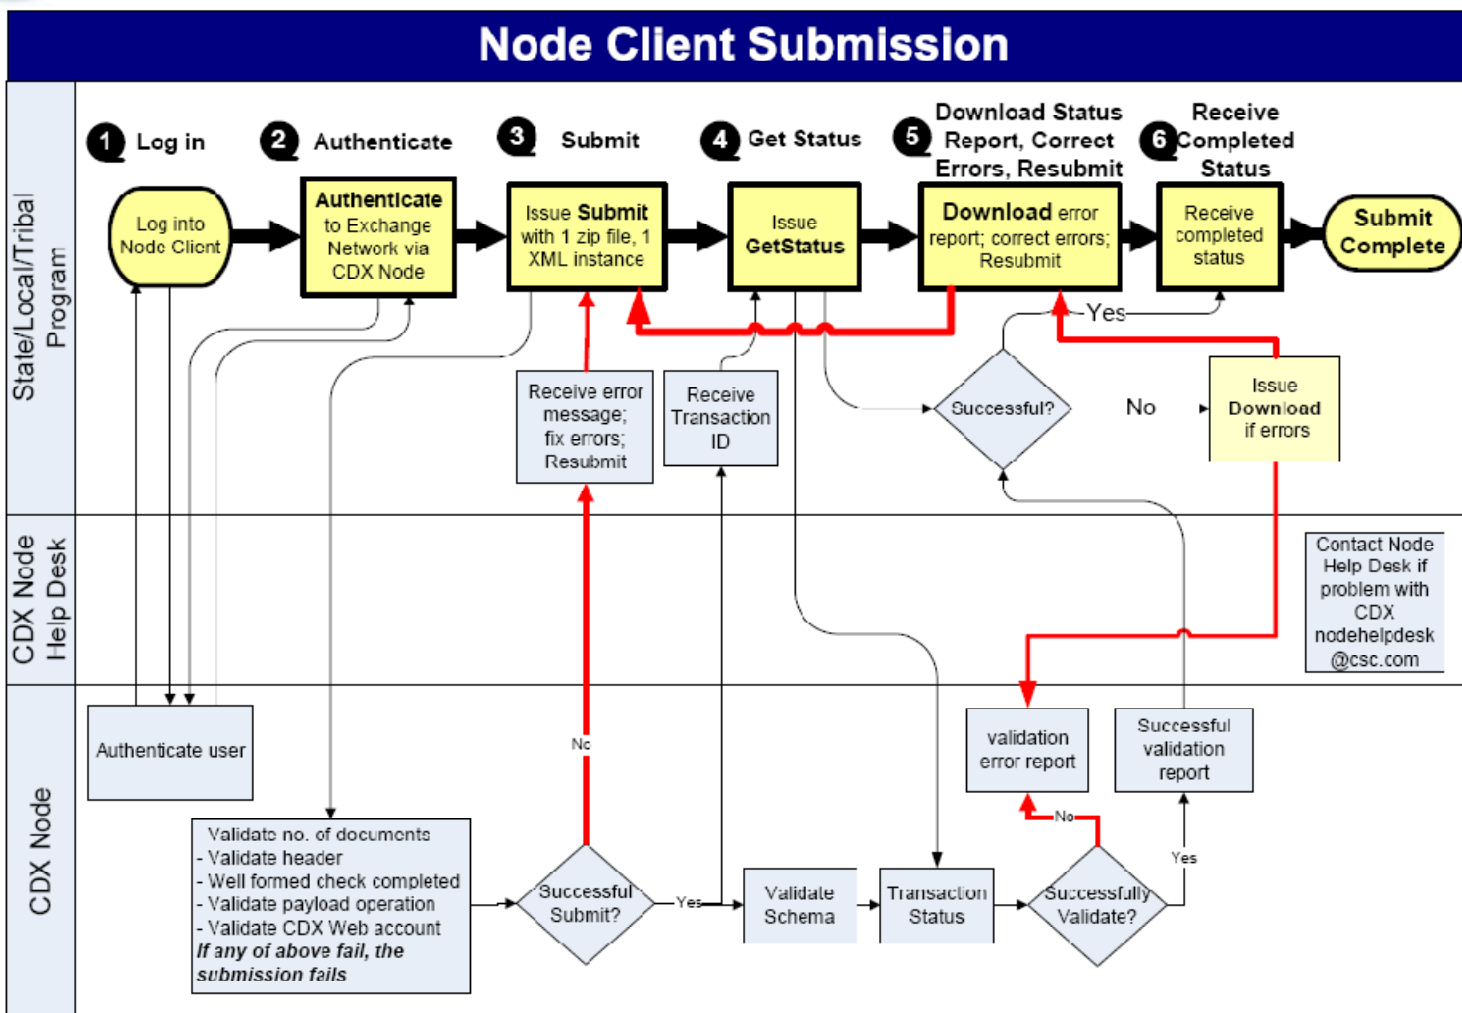 Node Client Submission
State/Local/Tribal
Program
1 Log in
2 Authenticate
3 Submit
4 Get Status
5 Download Status
Report, Correct
Errors, Resubmit
6 Receive
Completed
Status
Log into
Node Client
Authenticate
to Exchange
Network via
CDX Node
Issue Submit
with 1 zip file, 1
XML instance
Issue
GetStatus
Download error
report; correct errors;
Resubmit
Receive
completed
status
Submit
Complete
Yes
Receive error
message;
fix errors;
Resubmit
Receive
Transaction
ID
Successful?
No
Issue
Download
if errors
CDX Node
Help Desk
Contact Node
Help Desk if
problem with
CDX
nodehelpdesk
@csc.com
CDX Node
Authenticate user
No
validation
error report
Successful
validation
report
Validate no. of documents
- Validate header
- Well formed check completed
- Validate payload operation
- Validate CDX Web account
If any of above fail, the
submission fails
Successful
Submit?
Yes
Validate
Schema
Transaction
Status
No
Successfully
Validate?
Yes